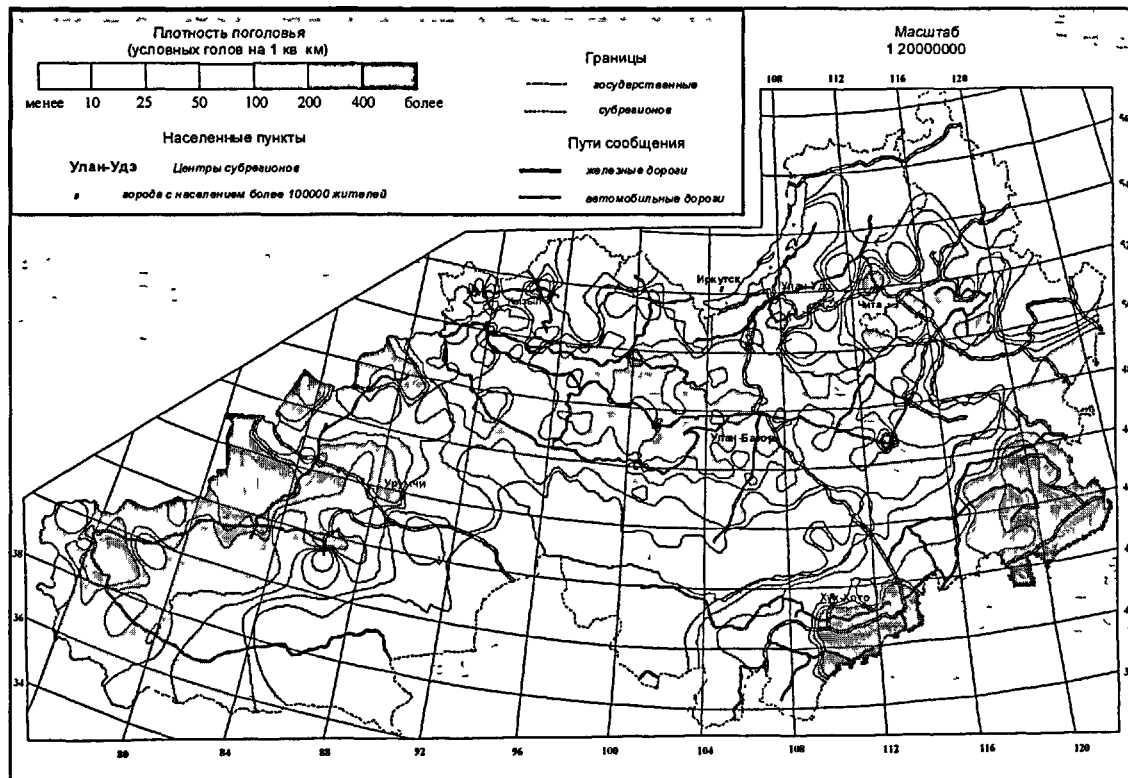 Плотность поголовья
(условных голов на 1 кв км)
менее 10 25 50 100 200 400 более
Населенные пункты
Улан-Удэ Центры субрегионов
города с населением более 100000 жителей
Границы
государственные
субрегионов
Пути сообщения
железные дороги
автомобильные дороги
Масштаб
1 20000000
108 112 116 120
Иркутск
Улан-Удэ
Кызыл
Чита
Улан-Батор
Урумчи
Хух-Хото
38
36
34
80 84 88 92 96 100 104 108 112 116 120